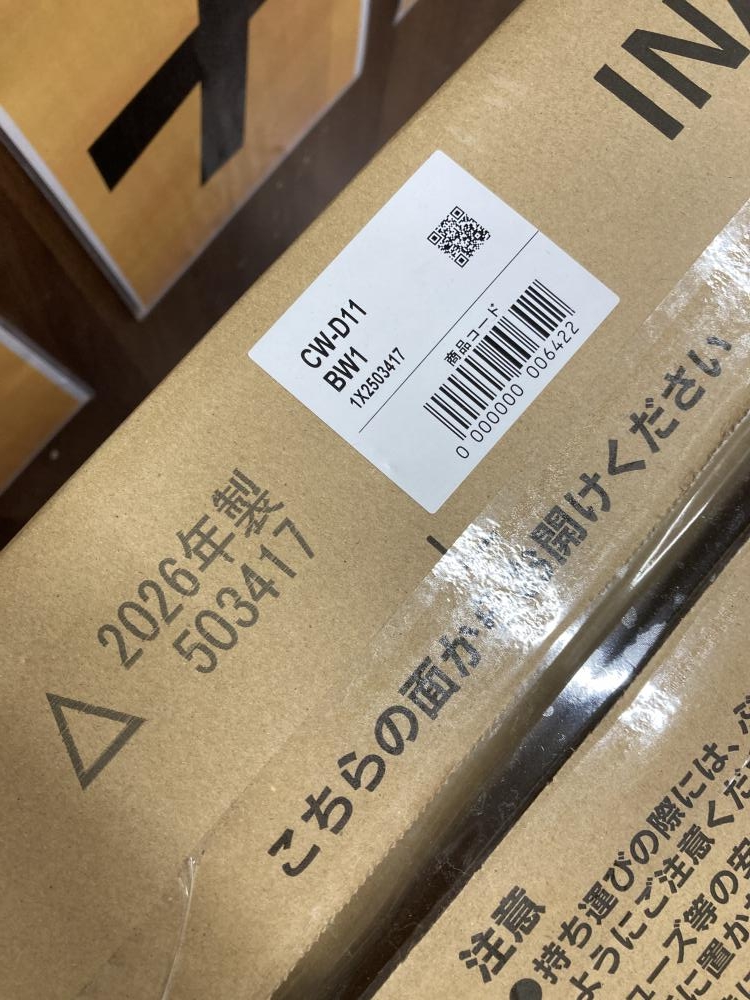 CW-D11
BW1
1X2503417
商品コード
0 000000 006422
2026年製
503417
こちらの面から開けください
注意
持ち運びの際には、
ようにご注意くだ
ーズ等の安
に置か